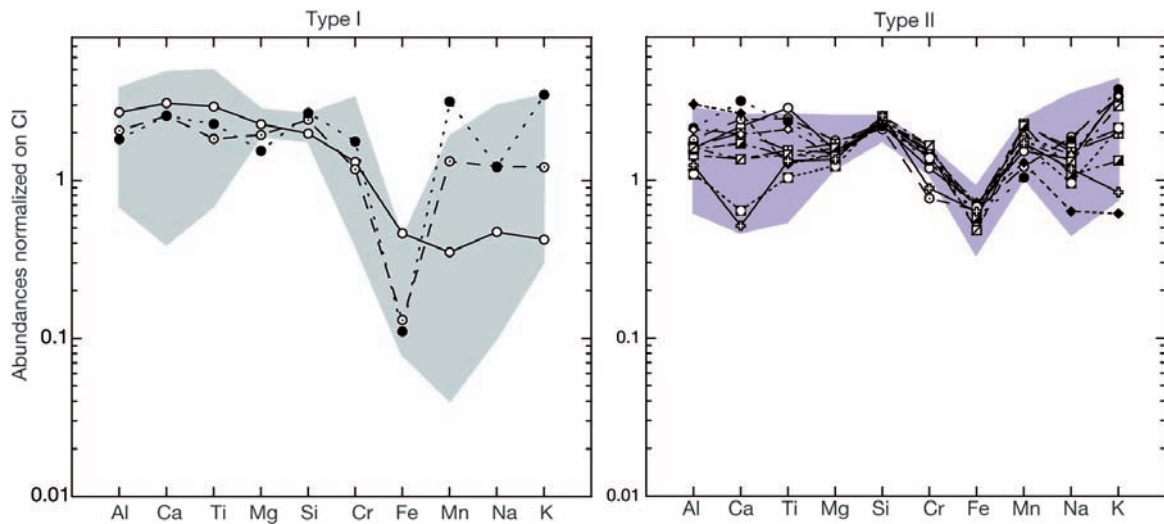 Type I
Type II
Abundances normalized on CI
1
0.1
0.01
Al Ca Ti Mg Si Cr Fe Mn Na K
1
0.1
0.01
Al Ca Ti Mg Si Cr Fe Mn Na K